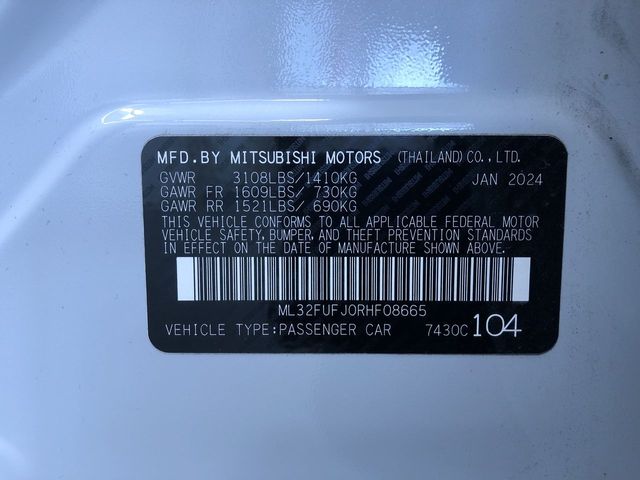 MFD.BY MITSUBISHI MOTORS (THAILAND) CO.,LTD.
GVWR 3108LBS/1410KG JAN 2024
GAWR FR 1609LBS/ 730KG
GAWR RR 1521LBS/ 690KG
THIS VEHICLE CONFORMS TO ALL APPLICABLE FEDERAL MOTOR
VEHICLE SAFETY, BUMPER, AND THEFT PREVENTION STANDARDS
IN EFFECT ON THE DATE OF MANUFACTURE SHOWN ABOVE.
ML32FUFJ0RHF08665
VEHICLE TYPE:PASSENGER CAR 7430C 104